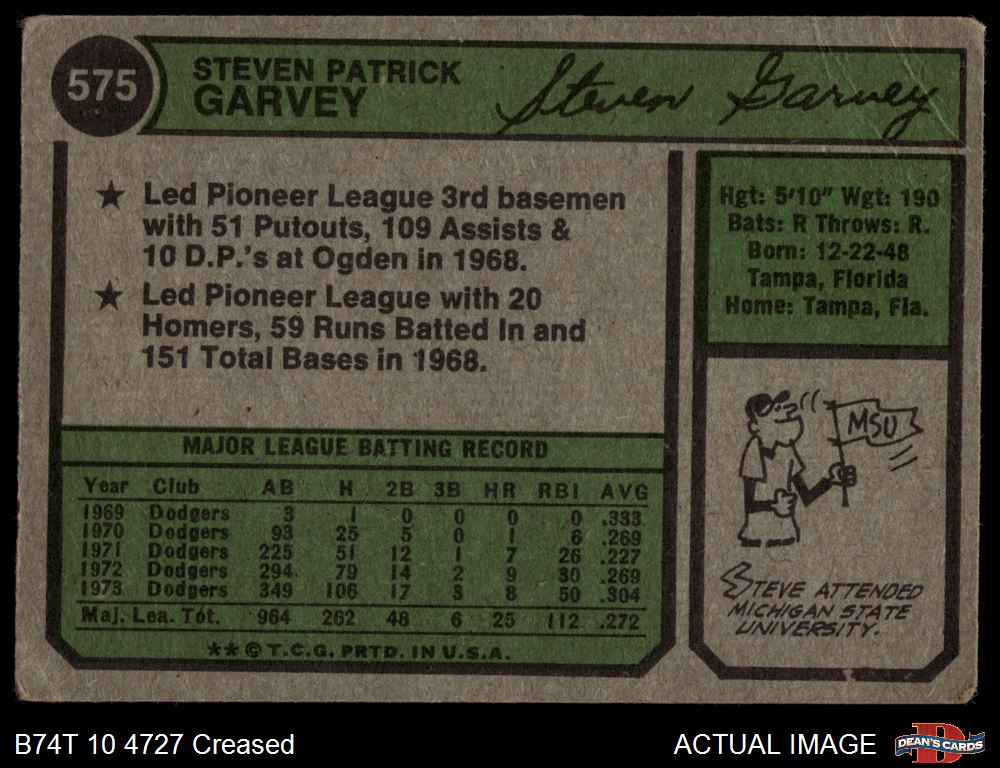 575
STEVEN PATRICK
GARVEY
Steven Garvey
★ Led Pioneer League 3rd basemen
with 51 Putouts, 109 Assists &
10 D.P.'s at Ogden in 1968.
★ Led Pioneer League with 20
Homers, 59 Runs Batted In and
151 Total Bases in 1968.
Hgt: 5'10" Wgt: 190
Bats: R Throws: R.
Born: 12-22-48
Tampa, Florida
Home: Tampa, Fla.
MSU
STEVE ATTENDED
MICHIGAN STATE
UNIVERSITY.
MAJOR LEAGUE BATTING RECORD
Year Club AB H 2B 3B HR RBI AVG
1969 Dodgers 3 1 0 0 0 0 .333
1970 Dodgers 93 25 5 0 1 6 .269
1971 Dodgers 225 51 12 1 7 26 .227
1972 Dodgers 294 79 14 2 9 30 .269
1973 Dodgers 349 106 17 3 8 50 .304
Maj. Lea. Tot. 964 262 48 6 25 112 .272
** © T.C.G. PRTD. IN U.S.A.
B74T 10 4727 Creased
ACTUAL IMAGE
D
DEAN'S CARDS